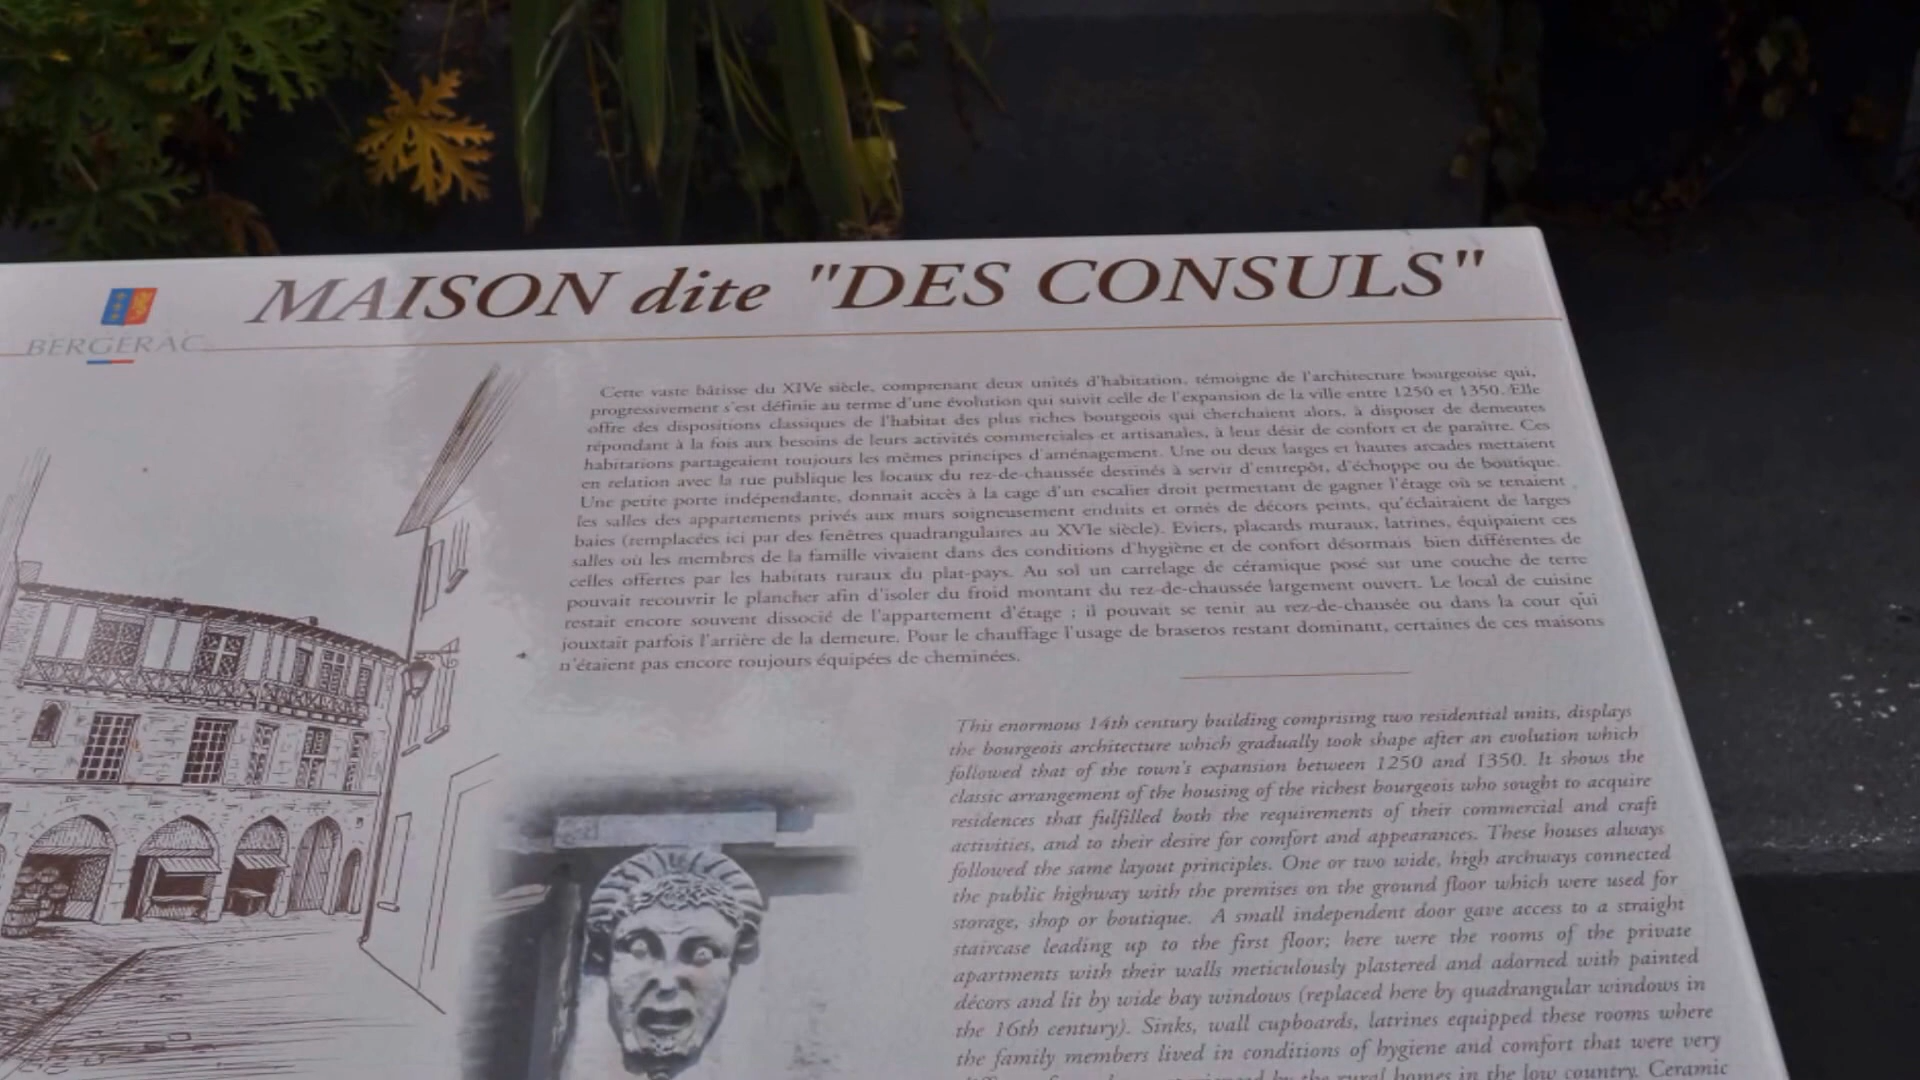 MAISON dite "DES CONSULS"
BERGERAC
Cette vaste bâtisse du XIVe siècle, comprenant deux unités d'habitation, témoigne de l'architecture bourgeoise qui,
progressivement s'est définie au terme d'une évolution qui suivit celle de l'expansion de la ville entre 1250 et 1350. Elle
offre des dispositions classiques de l'habitat des plus riches bourgeois qui cherchaient alors, à disposer de demeures
répondant à la fois aux besoins de leurs activités commerciales et artisanales, à leur désir de confort et de paraître. Ces
habitations partageaient toujours les mêmes principes d'aménagement. Une ou deux larges et hautes arcades mettaient
en relation avec la rue publique les locaux du rez-de-chaussée destinés à servir d'entrepôt, d'échoppe ou de boutique.
Une petite porte indépendante, donnait accès à la cage d'un escalier droit permettant de gagner l'étage où se tenaient
les salles des appartements privés aux murs soigneusement enduits et ornés de décors peints, qu'éclairaient de larges
baies (remplacées ici par des fenêtres quadrangulaires au XVIe siècle). Eviers, placards muraux, latrines, équipaient ces
salles où les membres de la famille vivaient dans des conditions d'hygiène et de confort désormais bien différentes de
celles offertes par les habitats ruraux du plat-pays. Au sol un carrelage de céramique posé sur une couche de terre
pouvait recouvrir le plancher afin d'isoler du froid montant du rez-de-chaussée largement ouvert. Le local de cuisine
restait encore souvent dissocié de l'appartement d'étage ; il pouvait se tenir au rez-de-chausée ou dans la cour qui
jouxtait parfois l'arrière de la demeure. Pour le chauffage l'usage de braseros restant dominant, certaines de ces maisons
n'étaient pas encore toujours équipées de cheminées.
This enormous 14th century building comprising two residential units, displays
the bourgeois architecture which gradually took shape after an evolution which
followed that of the town's expansion between 1250 and 1350. It shows the
classic arrangement of the housing of the richest bourgeois who sought to acquire
residences that fulfilled both the requirements of their commercial and craft
activities, and to their desire for comfort and appearances. These houses always
followed the same layout principles. One or two wide, high archways connected
the public highway with the premises on the ground floor which were used for
storage, shop or boutique. A small independent door gave access to a straight
staircase leading up to the first floor; here were the rooms of the private
apartments with their walls meticulously plastered and adorned with painted
décors and lit by wide bay windows (replaced here by quadrangular windows in
the 16th century). Sinks, wall cupboards, latrines equipped these rooms where
the family members lived in conditions of hygiene and comfort that were very
by the rural homes in the low country. Ceramic